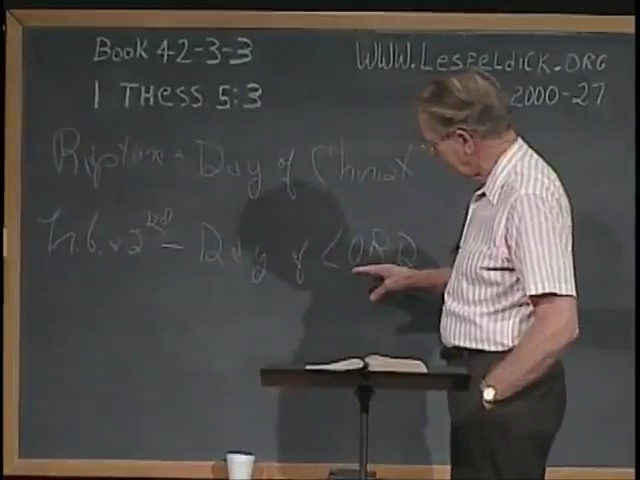 Book 42-3-3
WWW.LESFELDICK.ORG
1 THESS 5:3
2000-27
Rapture = Day of Christ
Day of LORD